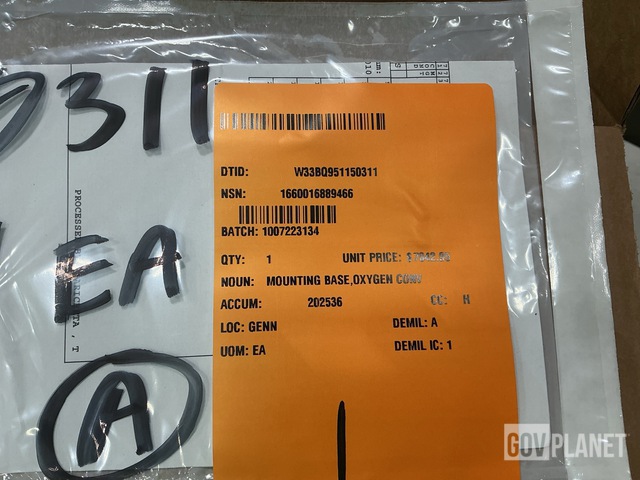 0311
EA
A
DTID: W33BQ951150311
NSN: 1660016889466
BATCH: 1007223134
QTY: 1 UNIT PRICE:
NOUN: MOUNTING BASE,OXYGEN CONV
ACCUM: 202536 CC: H
LOC: GENN DEMIL: A
UOM: EA DEMIL IC: 1
GOVPLANET